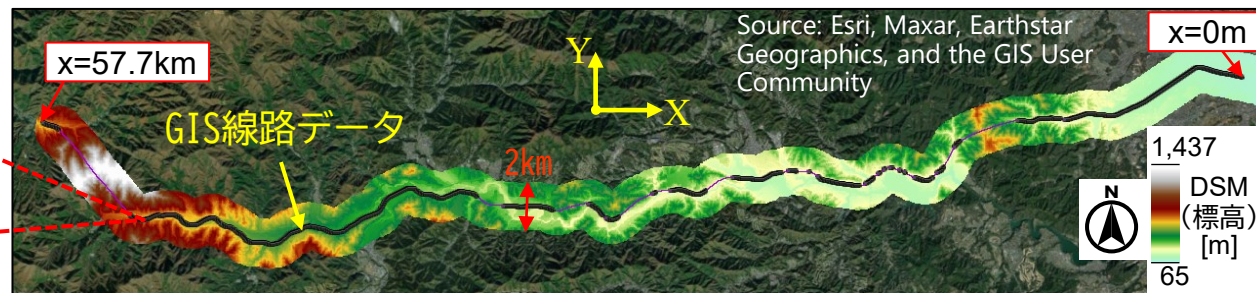 x=57.7km
GIS線路データ
Y
X
2km
Source: Esri, Maxar, Earthstar
Geographics, and the GIS User
Community
x=0m
N
1,437
DSM
(標高)
[m]
65